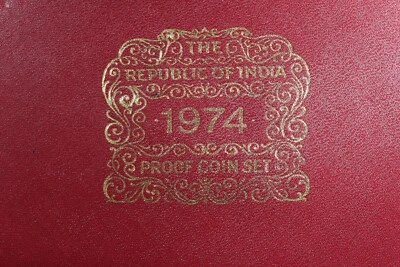 THE
REPUBLIC OF INDIA
1974
PROOF COIN SET